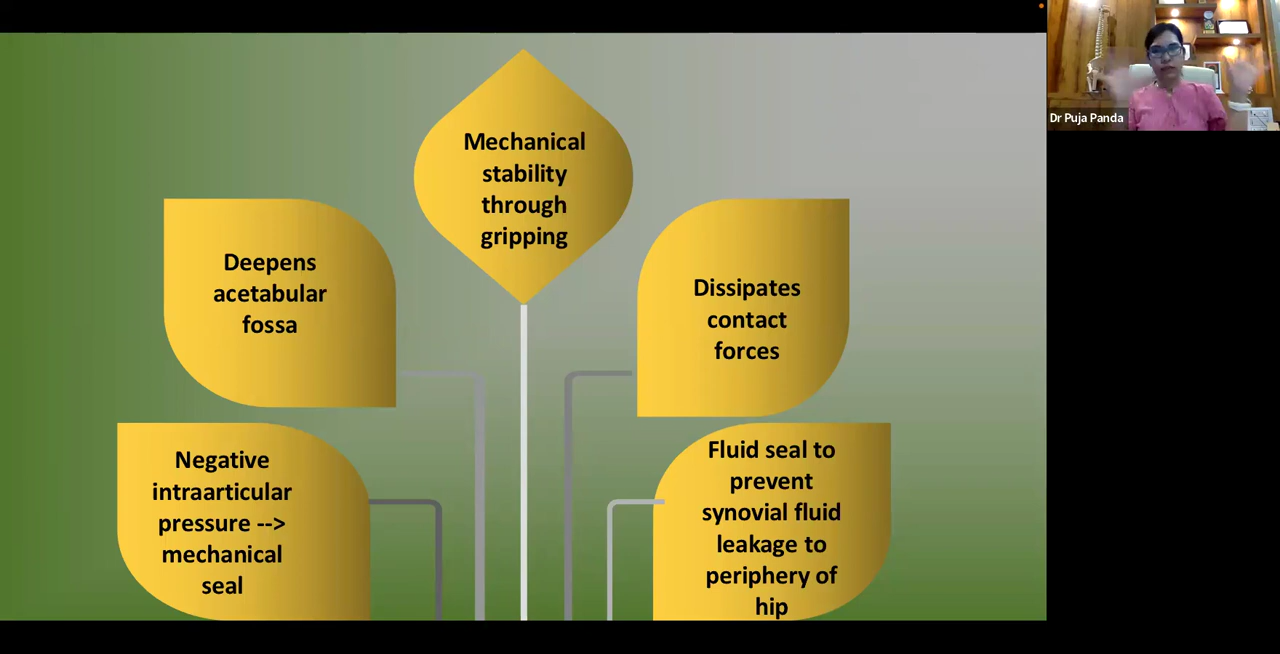 Mechanical
stability
through
gripping
Deepens
acetabular
fossa
Dissipates
contact
forces
Negative
intraarticular
pressure -->
mechanical
seal
Fluid seal to
prevent
synovial fluid
leakage to
periphery of
hip
Dr Puja Panda